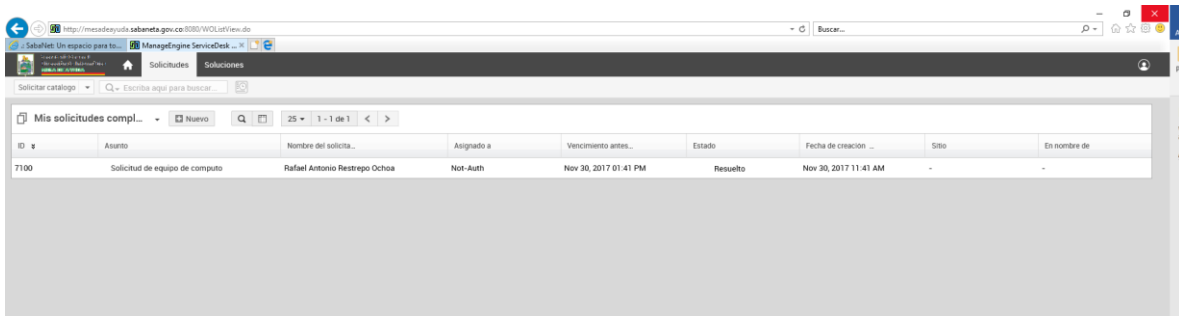 http://mesadeayuda.sabaneta.gov.co:8080/WOListView.do
Buscar...
SabaNet: Un espacio para to...
ManageEngine ServiceDesk ...
Solicitudes
Soluciones
Solicitar catálogo
Escriba aquí para buscar...
Mis solicitudes compl...
Nuevo
25
1 - 1 de 1
ID Asunto Nombre del solicita... Asignado a Vencimiento antes... Estado Fecha de creación ... Sitio En nombre de
7100 Solicitud de equipo de computo Rafael Antonio Restrepo Ochoa Not-Auth Nov 30, 2017 01:41 PM Resuelto Nov 30, 2017 11:41 AM - -